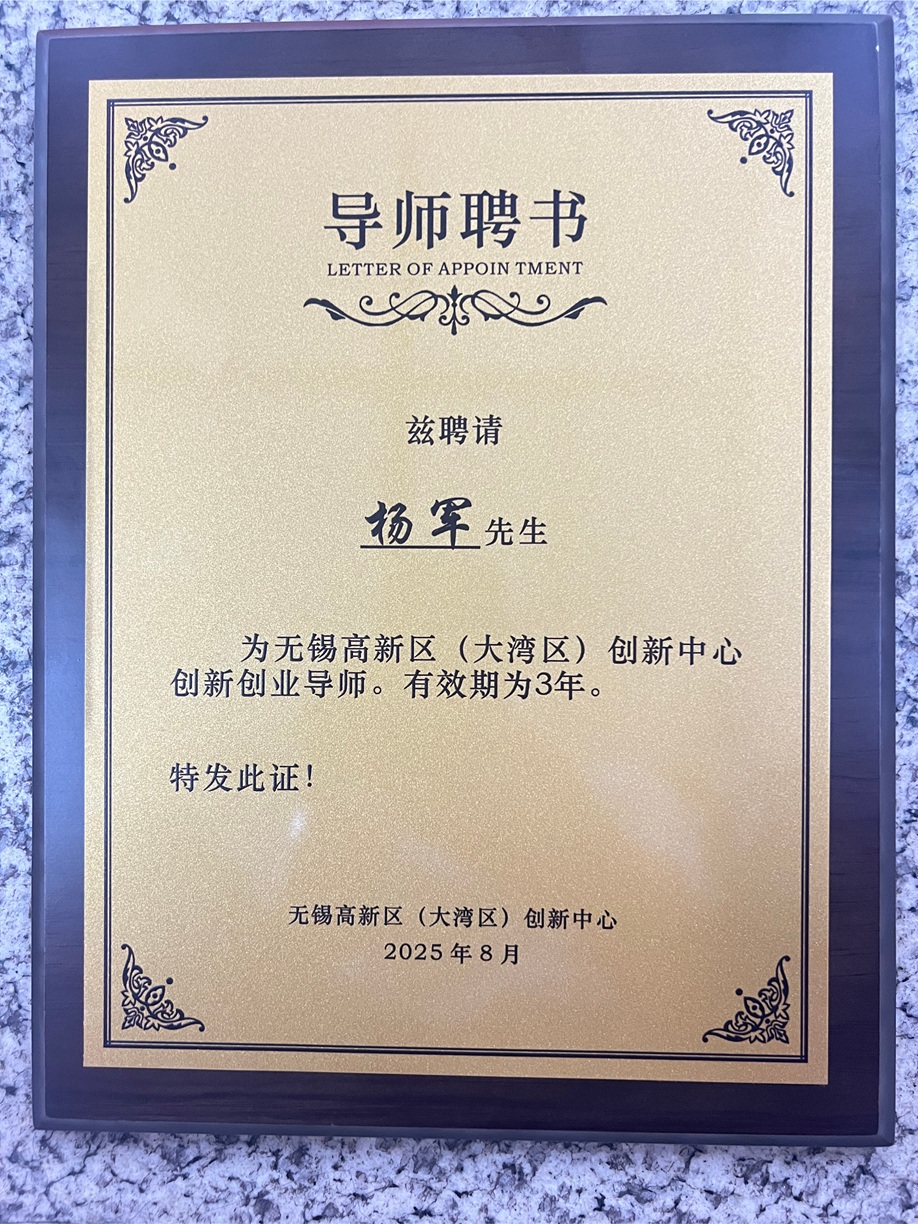 导师聘书
LETTER OF APPOIN TMENT
兹聘请
杨军先生
为无锡高新区（大湾区）创新中心
创新创业导师。有效期为3年。
特发此证！
无锡高新区（大湾区）创新中心
2025年8月